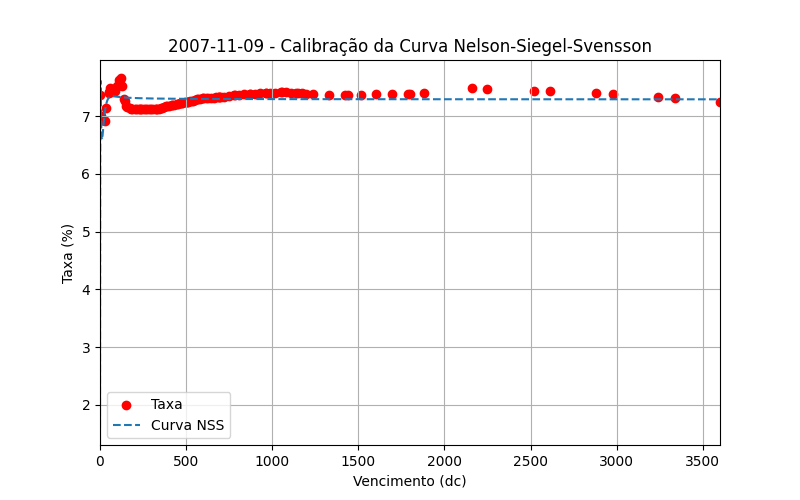 2007-11-09 - Calibração da Curva Nelson-Siegel-Svensson
Taxa (%)
7
6
5
4
3
2
Taxa
Curva NSS
0 500 1000 1500 2000 2500 3000 3500
Vencimento (dc)